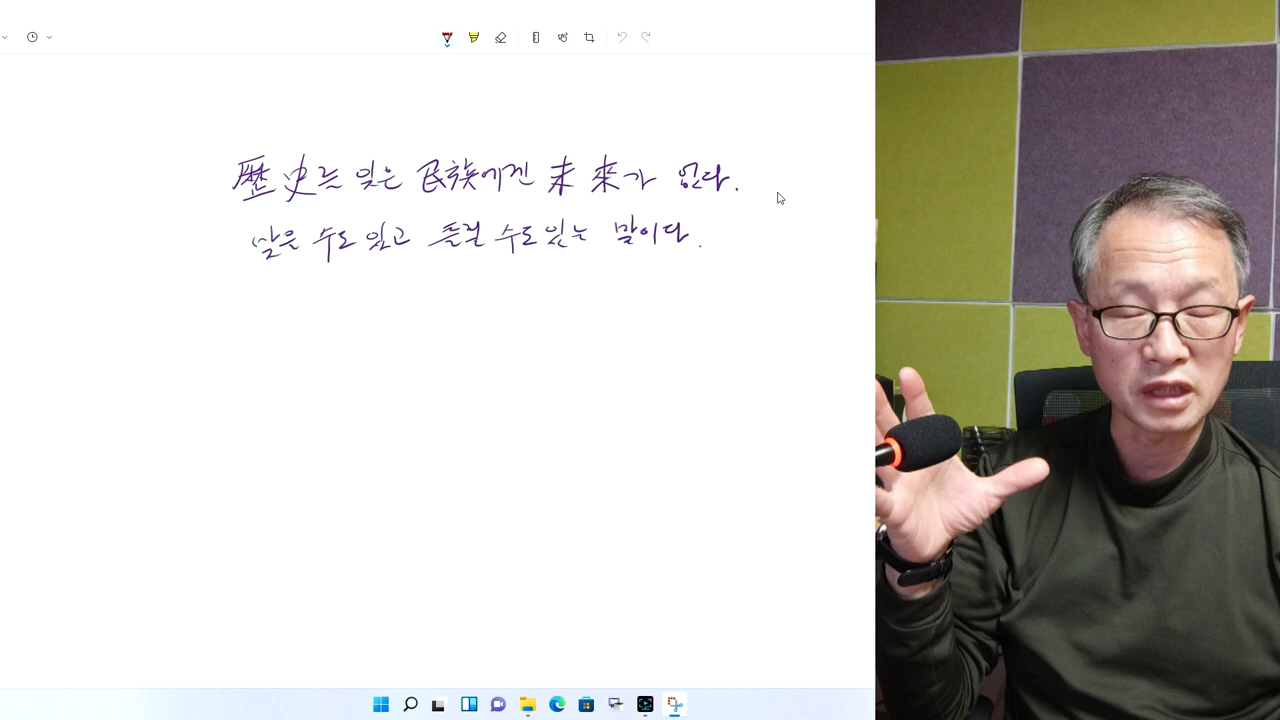 歷史를 잊은 民族에겐 未來가 없다.
맞을 수도 있고 틀릴 수도 있는 말이다.